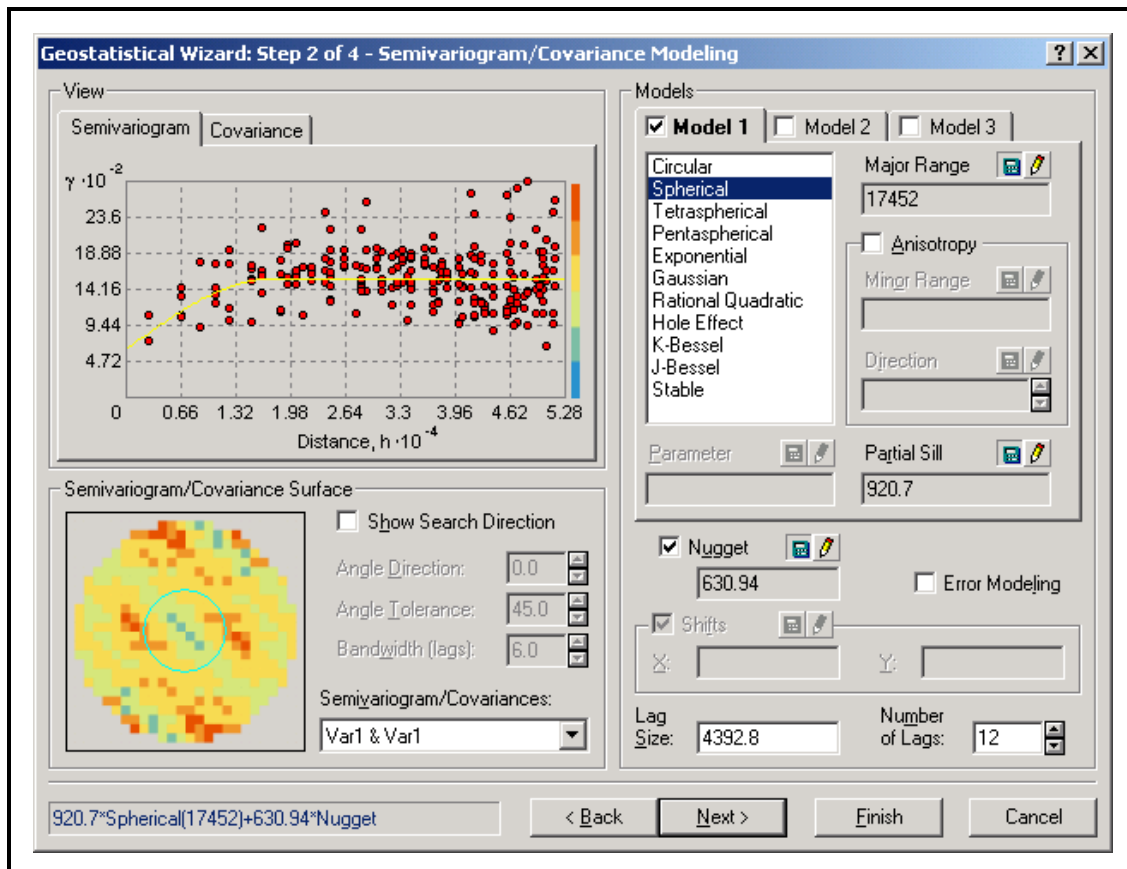 Geostatistical Wizard: Step 2 of 4 - Semivariogram/Covariance Modeling
View
Semivariogram
Covariance
γ ·10 -2
23.6
18.88
14.16
9.44
4.72
0 0.66 1.32 1.98 2.64 3.3 3.96 4.62 5.28
Distance, h ·10 -4
Semivariogram/Covariance Surface
Show Search Direction
Angle Direction: 0.0
Angle Tolerance: 45.0
Bandwidth (lags): 6.0
Semivariogram/Covariances:
Var1 & Var1
Models
Model 1
Model 2
Model 3
Circular
Spherical
Tetraspherical
Pentaspherical
Exponential
Gaussian
Rational Quadratic
Hole Effect
K-Bessel
J-Bessel
Stable
Major Range
17452
Anisotropy
Minor Range
Direction
Parameter
Partial Sill
920.7
Nugget
630.94
Error Modeling
Shifts
X:
Y:
Lag
Size: 4392.8
Number
of Lags: 12
920.7*Spherical(17452)+630.94*Nugget
< Back
Next >
Finish
Cancel